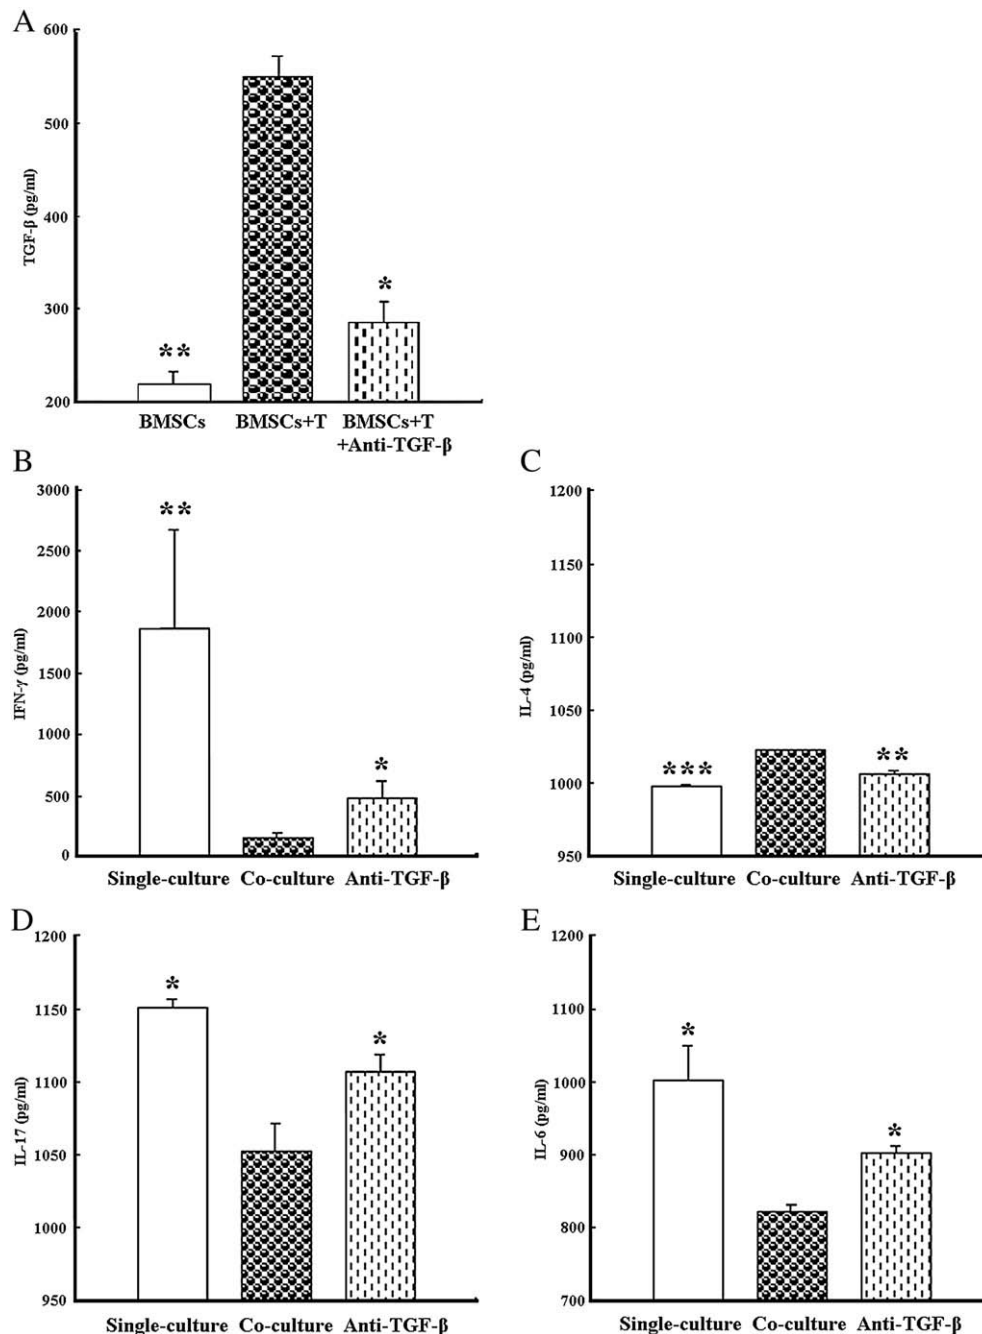 A
600
500
400
300
200
TGF-β (pg/ml)
**
*
BMSCs
BMSCs+T
BMSCs+T
+Anti-TGF-β
B
3000
2500
2000
1500
1000
500
0
IFN-γ (pg/ml)
**
*
Single-culture Co-culture Anti-TGF-β
C
1200
1150
1100
1050
1000
950
IL-4 (pg/ml)
***
**
Single-culture Co-culture Anti-TGF-β
D
1200
1150
1100
1050
1000
950
IL-17 (pg/ml)
*
*
Single-culture Co-culture Anti-TGF-β
E
1200
1100
1000
900
800
700
IL-6 (pg/ml)
*
*
Single-culture Co-culture Anti-TGF-β